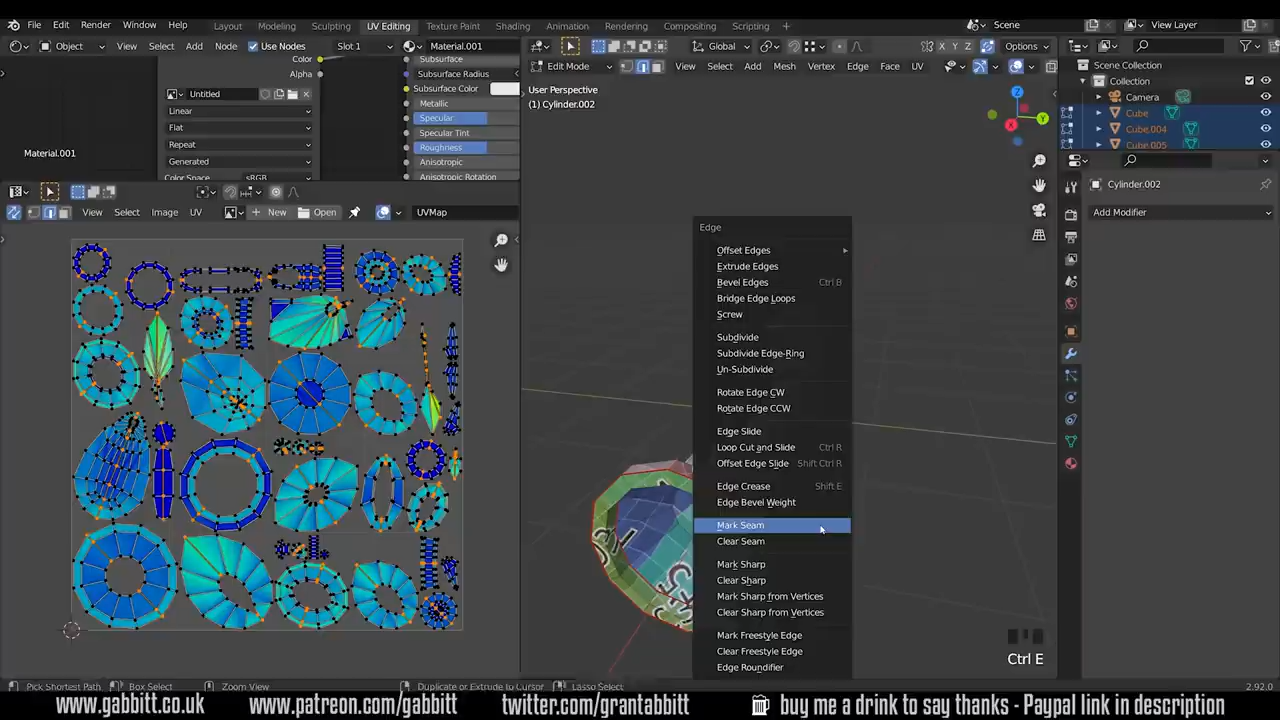 File Edit Render Window Help Layout Modeling Sculpting UV Editing Texture Paint Shading Animation Rendering Compositing Scripting + Scene View Layer
Object View Select Add Node Use Nodes Slot 1 Material.001 Global Options
Color Subsurface Edit Mode View Select Add Mesh Vertex Edge Face UV Scene Collection
Alpha Subsurface Radius Collection
Untitled Subsurface Color User Perspective Camera
Linear Metallic (1) Cylinder.002 Cube
Flat Specular Cube.004
Repeat Specular Tint Cube.005
Generated Roughness
Material.001 Anisotropic
Color Space sRGB Anisotropic Rotation
X Y Z
Cylinder.002
View Select Image UV New Open UVMap Add Modifier
Edge
Offset Edges
Extrude Edges
Bevel Edges Ctrl B
Bridge Edge Loops
Screw
Subdivide
Subdivide Edge-Ring
Un-Subdivide
Rotate Edge CW
Rotate Edge CCW
Edge Slide
Loop Cut and Slide Ctrl R
Offset Edge Slide Shift Ctrl R
Edge Crease Shift E
Edge Bevel Weight
Mark Seam
Clear Seam
Mark Sharp
Clear Sharp
Mark Sharp from Vertices
Clear Sharp from Vertices
Mark Freestyle Edge
Clear Freestyle Edge
Edge Roundifier
Ctrl E
Pick Shortest Path Box Select Zoom View Duplicate or Extrude to Cursor Lasso Select 2.92.0
www.gabbitt.co.uk www.patreon.com/gabbitt twitter.com/grantabbitt buy me a drink to say thanks - Paypal link in description